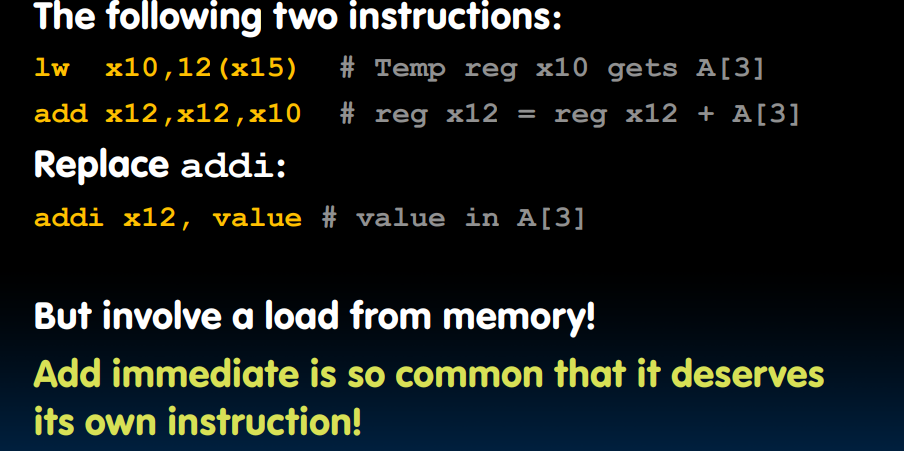 The following two instructions:
lw  x10,12(x15)  # Temp reg x10 gets A[3]
add x12,x12,x10  # reg x12 = reg x12 + A[3]
Replace addi:
addi x12, value # value in A[3]
But involve a load from memory!
Add immediate is so common that it deserves
its own instruction!